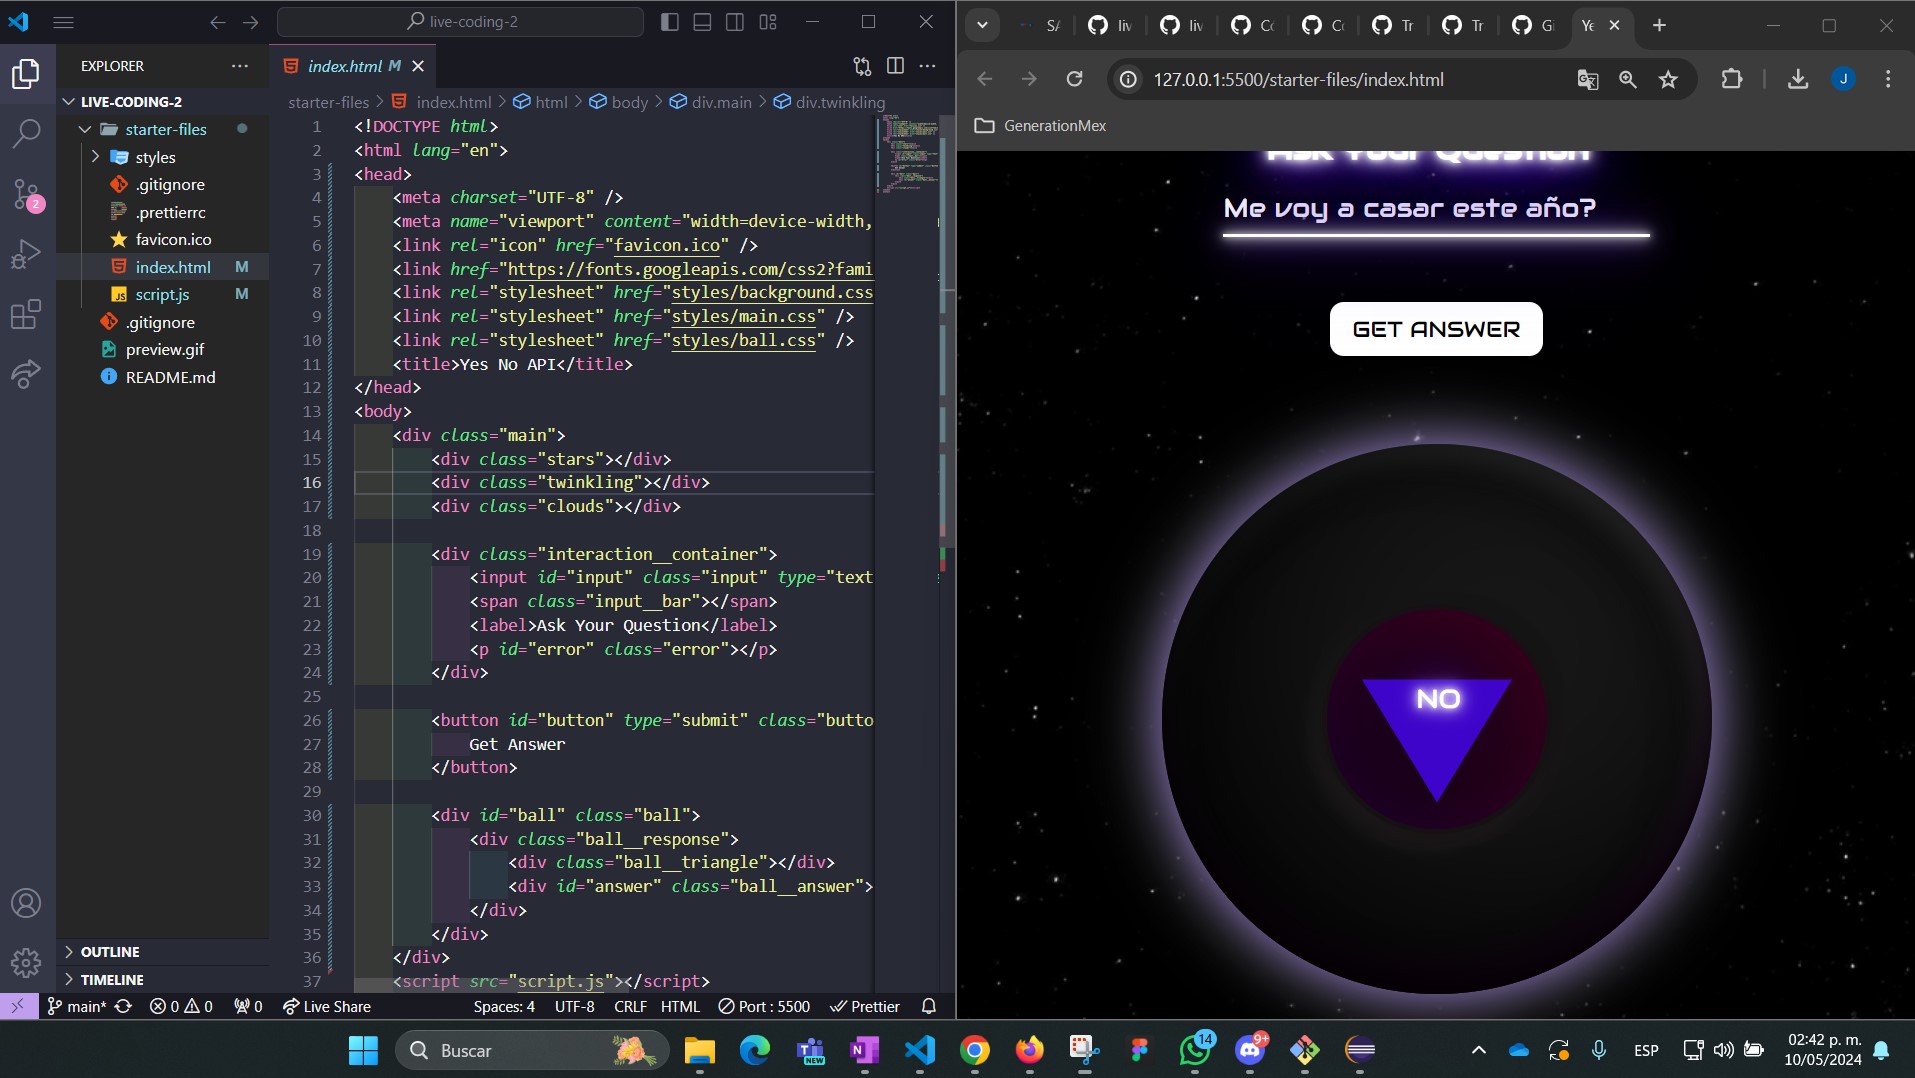 live-coding-2
EXPLORER
LIVE-CODING-2
starter-files
styles
.gitignore
.prettierrc
favicon.ico
index.html M
script.js M
.gitignore
preview.gif
README.md
OUTLINE
TIMELINE
2
index.html M
starter-files > index.html > html > body > div.main > div.twinkling
1 <!DOCTYPE html>
2 <html lang="en">
3 <head>
4 <meta charset="UTF-8" />
5 <meta name="viewport" content="width=device-width,
6 <link rel="icon" href="favicon.ico" />
7 <link href="https://fonts.googleapis.com/css2?fami
8 <link rel="stylesheet" href="styles/background.css
9 <link rel="stylesheet" href="styles/main.css" />
10 <link rel="stylesheet" href="styles/ball.css" />
11 <title>Yes No API</title>
12 </head>
13 <body>
14 <div class="main">
15 <div class="stars"></div>
16 <div class="twinkling"></div>
17 <div class="clouds"></div>
18
19 <div class="interaction__container">
20 <input id="input" class="input" type="text
21 <span class="input__bar"></span>
22 <label>Ask Your Question</label>
23 <p id="error" class="error"></p>
24 </div>
25
26 <button id="button" type="submit" class="butto
27 Get Answer
28 </button>
29
30 <div id="ball" class="ball">
31 <div class="ball__response">
32 <div class="ball__triangle"></div>
33 <div id="answer" class="ball__answer">
34 </div>
35 </div>
36 </div>
37 <script src="script.js"></script>
main* 0 0 0 Live Share Spaces: 4 UTF-8 CRLF HTML Port : 5500 Prettier
SA liv liv Co Co Tr Tr Gi Ye
127.0.0.1:5500/starter-files/index.html
J
GenerationMex
Ask Your Question
Me voy a casar este año?
GET ANSWER
NO
Buscar
NEW
14
9+
ESP
02:42 p. m.
10/05/2024